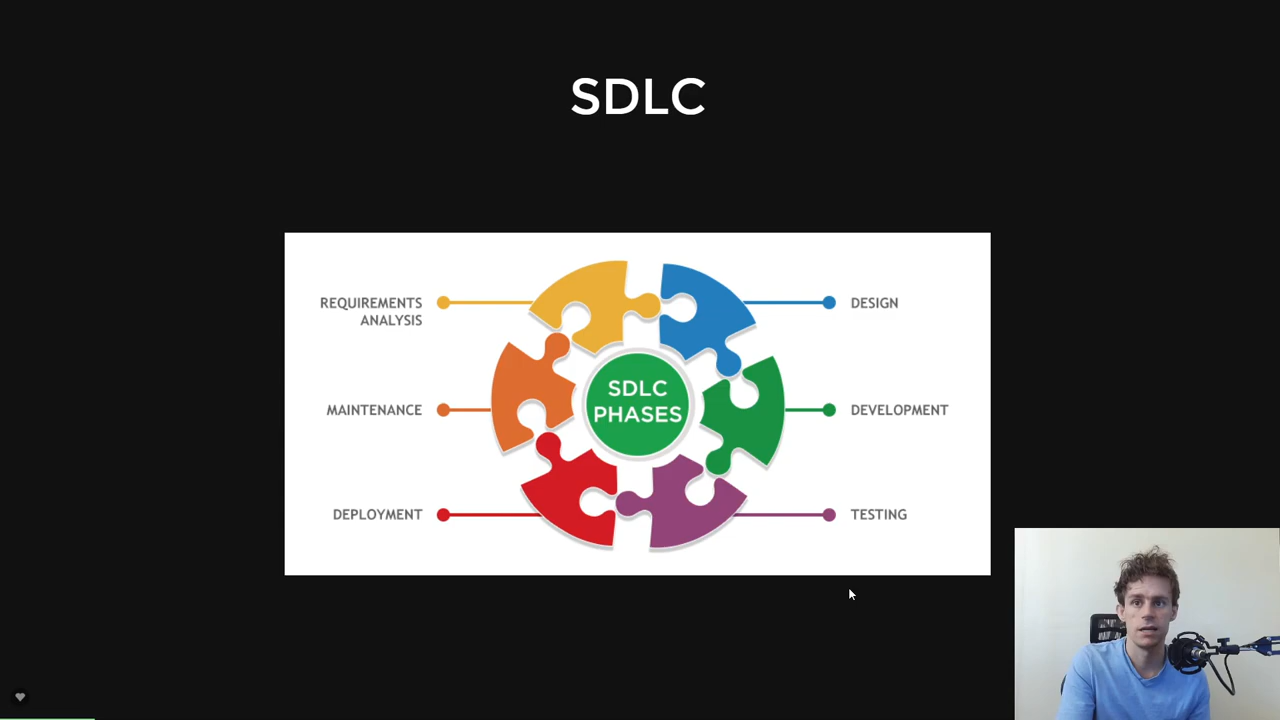 SDLC
REQUIREMENTS
ANALYSIS
DESIGN
SDLC
PHASES
MAINTENANCE
DEVELOPMENT
DEPLOYMENT
TESTING